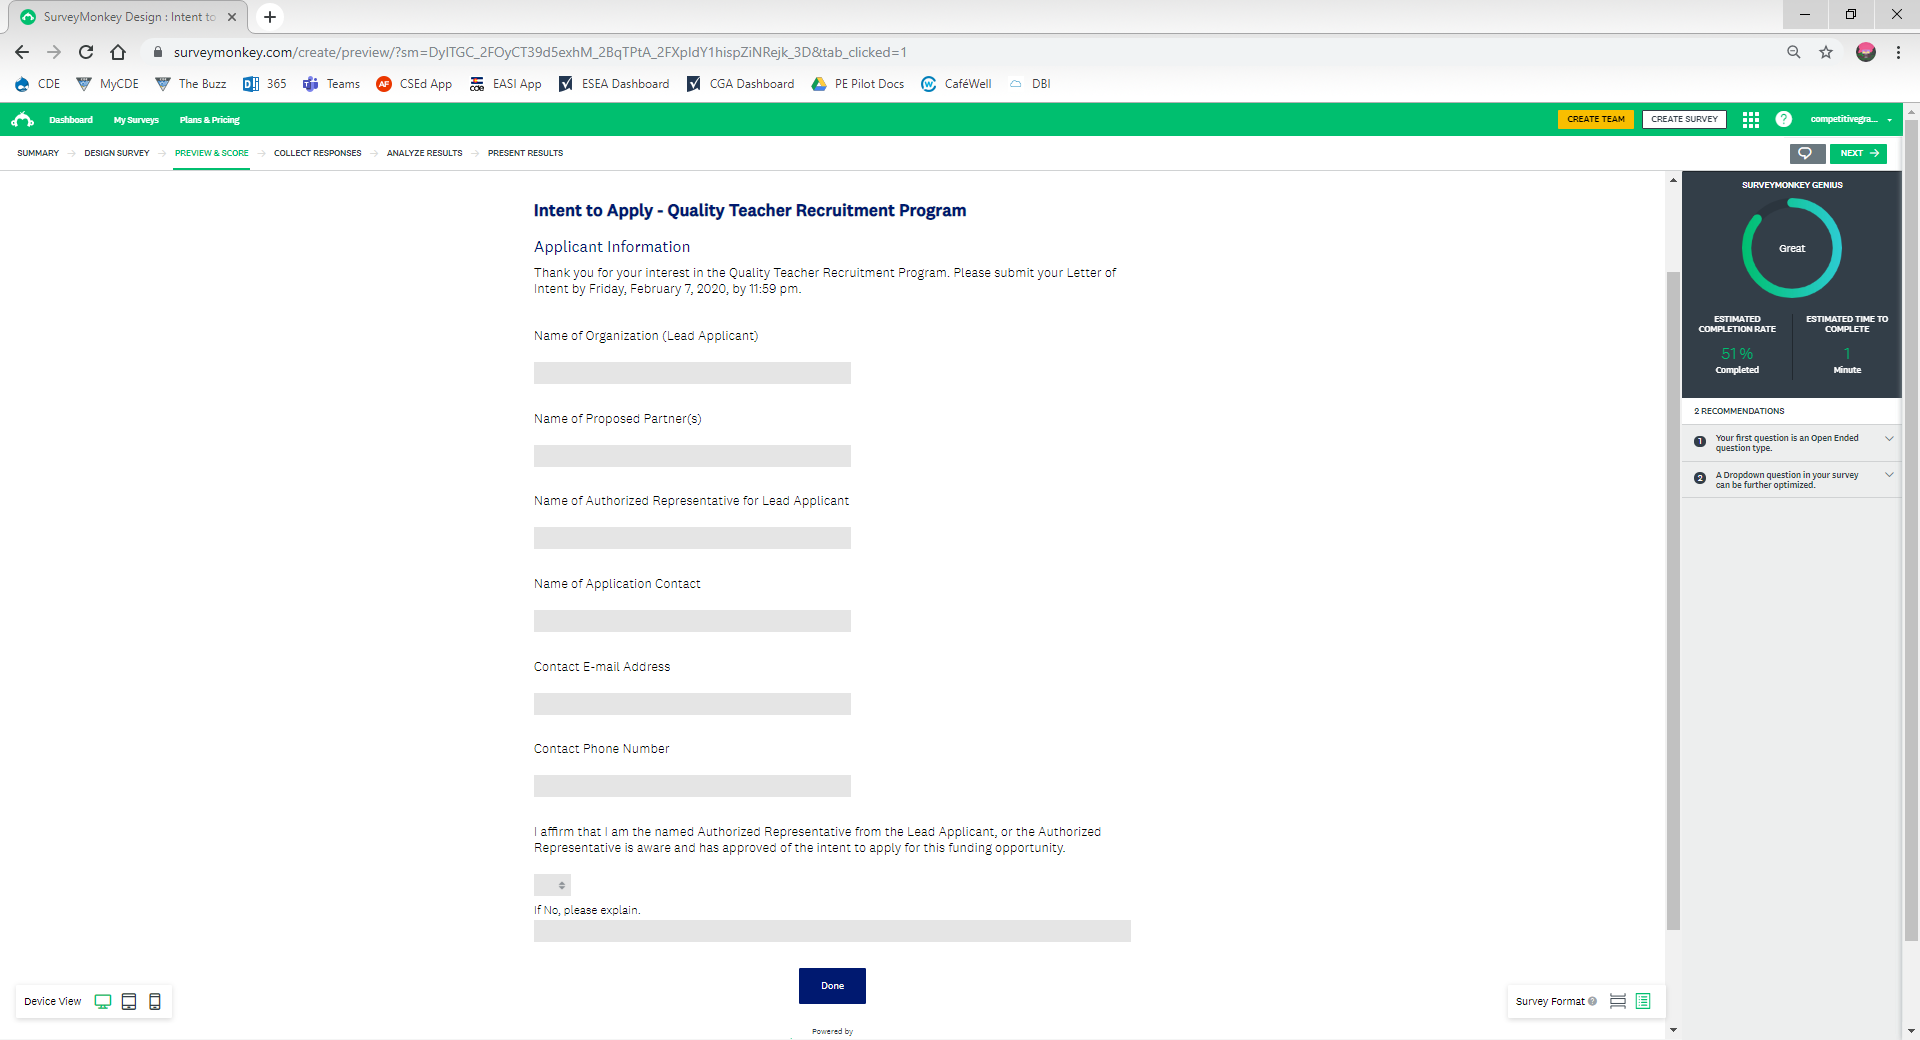 SurveyMonkey Design : Intent to
surveymonkey.com/create/preview/?sm=DyITGC_2FOyCT39d5exhM_2BqTPtA_2FXpIdY1hispZiNRejk_3D&tab_clicked=1
CDE MyCDE The Buzz 365 Teams CSEd App EASI App ESEA Dashboard CGA Dashboard PE Pilot Docs CaféWell DBI
Dashboard My Surveys Plans & Pricing CREATE TEAM CREATE SURVEY competitivegra...
SUMMARY DESIGN SURVEY PREVIEW & SCORE COLLECT RESPONSES ANALYZE RESULTS PRESENT RESULTS NEXT
Intent to Apply - Quality Teacher Recruitment Program
Applicant Information
Thank you for your interest in the Quality Teacher Recruitment Program. Please submit your Letter of
Intent by Friday, February 7, 2020, by 11:59 pm.
Name of Organization (Lead Applicant)
Name of Proposed Partner(s)
Name of Authorized Representative for Lead Applicant
Name of Application Contact
Contact E-mail Address
Contact Phone Number
I affirm that I am the named Authorized Representative from the Lead Applicant, or the Authorized
Representative is aware and has approved of the intent to apply for this funding opportunity.
If No, please explain.
Done
Powered by
Device View
Survey Format
SURVEYMONKEY GENIUS
Great
ESTIMATED
COMPLETION RATE
51%
Completed
ESTIMATED TIME TO
COMPLETE
1
Minute
2 RECOMMENDATIONS
1 Your first question is an Open Ended
question type.
2 A Dropdown question in your survey
can be further optimized.